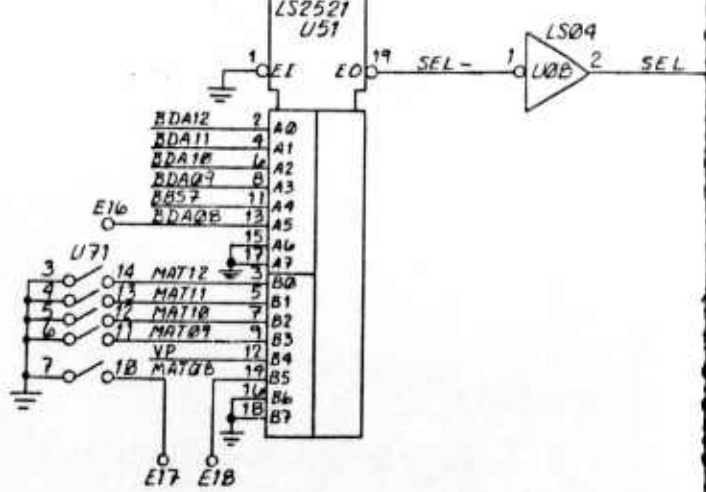 LS2521
U51
LS04
1 EI EO 19 SEL- 1 U08 2 SEL
BDA12 2 A0
BDA11 4 A1
BDA10 6 A2
BDA09 8 A3
BBS7 11 A4
E16 BDA08 13 A5
15 A6
U71 17 A7
3 14 MAT12 3 B0
4 13 MAT11 5 B1
5 12 MAT10 7 B2
6 11 MAT09 9 B3
VP 12 B4
7 10 MAT08 14 B5
16 B6
18 B7
E17 E18